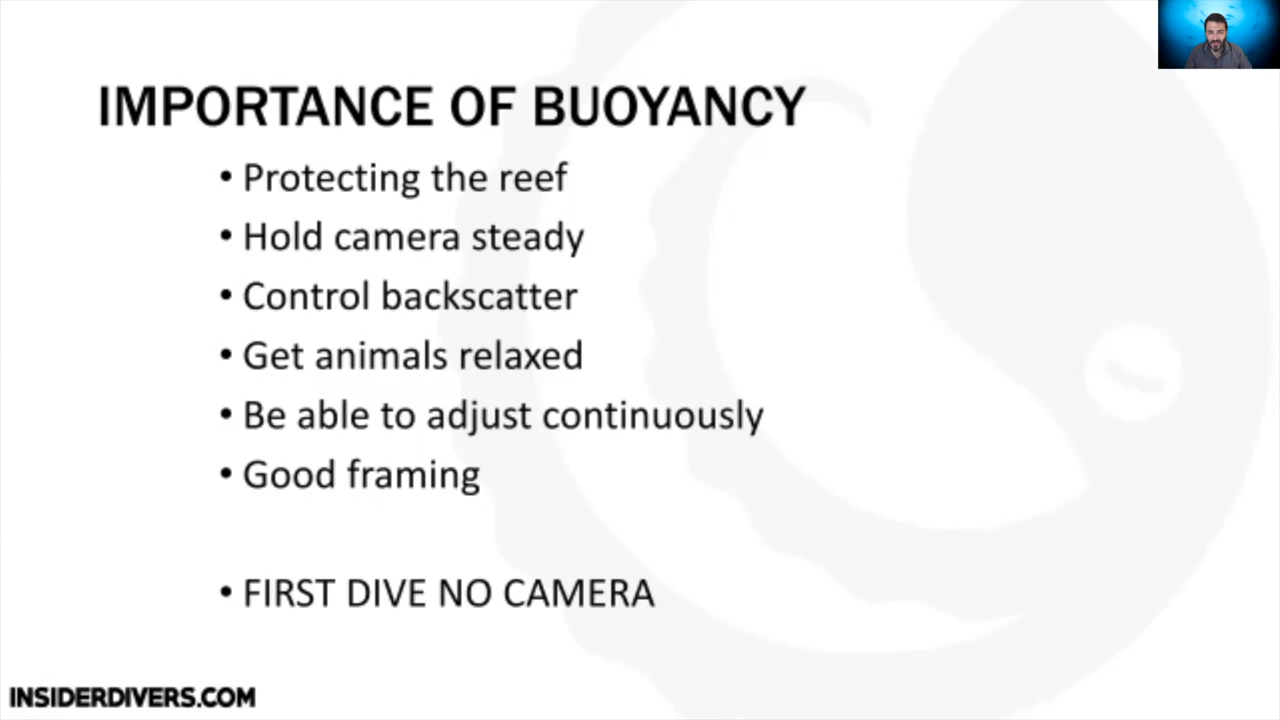 IMPORTANCE OF BUOYANCY
• Protecting the reef
• Hold camera steady
• Control backscatter
• Get animals relaxed
• Be able to adjust continuously
• Good framing
• FIRST DIVE NO CAMERA
INSIDERDIVERS.COM